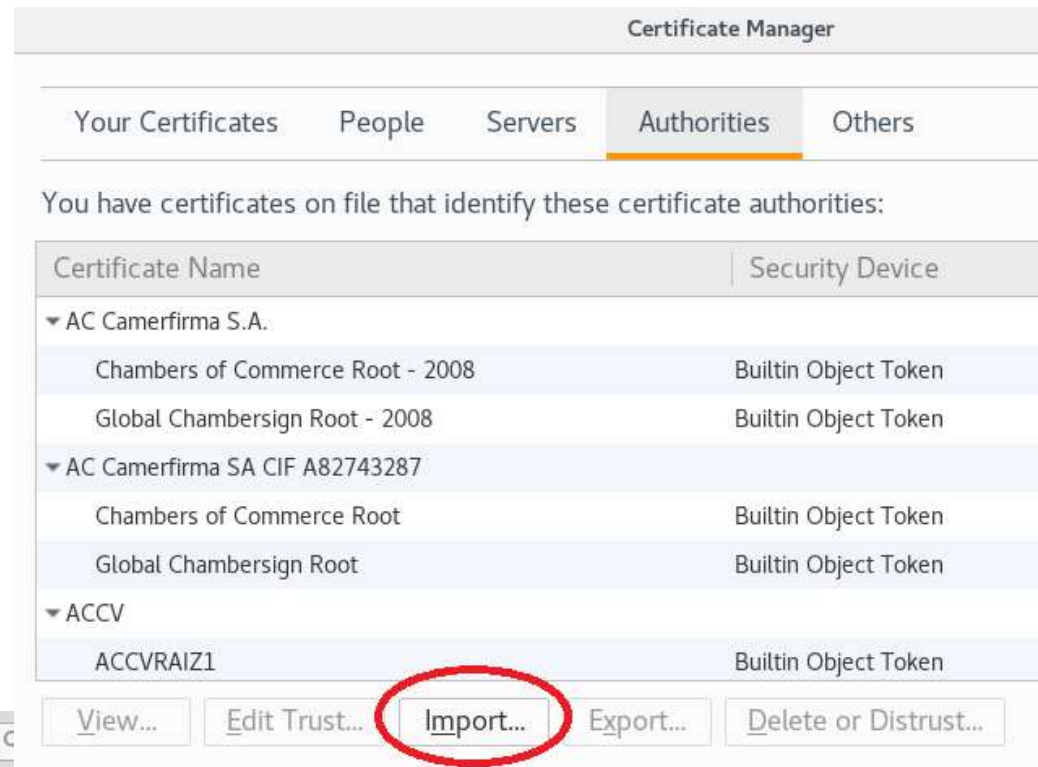 Certificate Manager
Your Certificates People Servers Authorities Others
You have certificates on file that identify these certificate authorities:
Certificate Name Security Device
AC Camerfirma S.A.
Chambers of Commerce Root - 2008 Builtin Object Token
Global Chambersign Root - 2008 Builtin Object Token
AC Camerfirma SA CIF A82743287
Chambers of Commerce Root Builtin Object Token
Global Chambersign Root Builtin Object Token
ACCV
ACCVRAIZ1 Builtin Object Token
View... Edit Trust... Import... Export... Delete or Distrust...